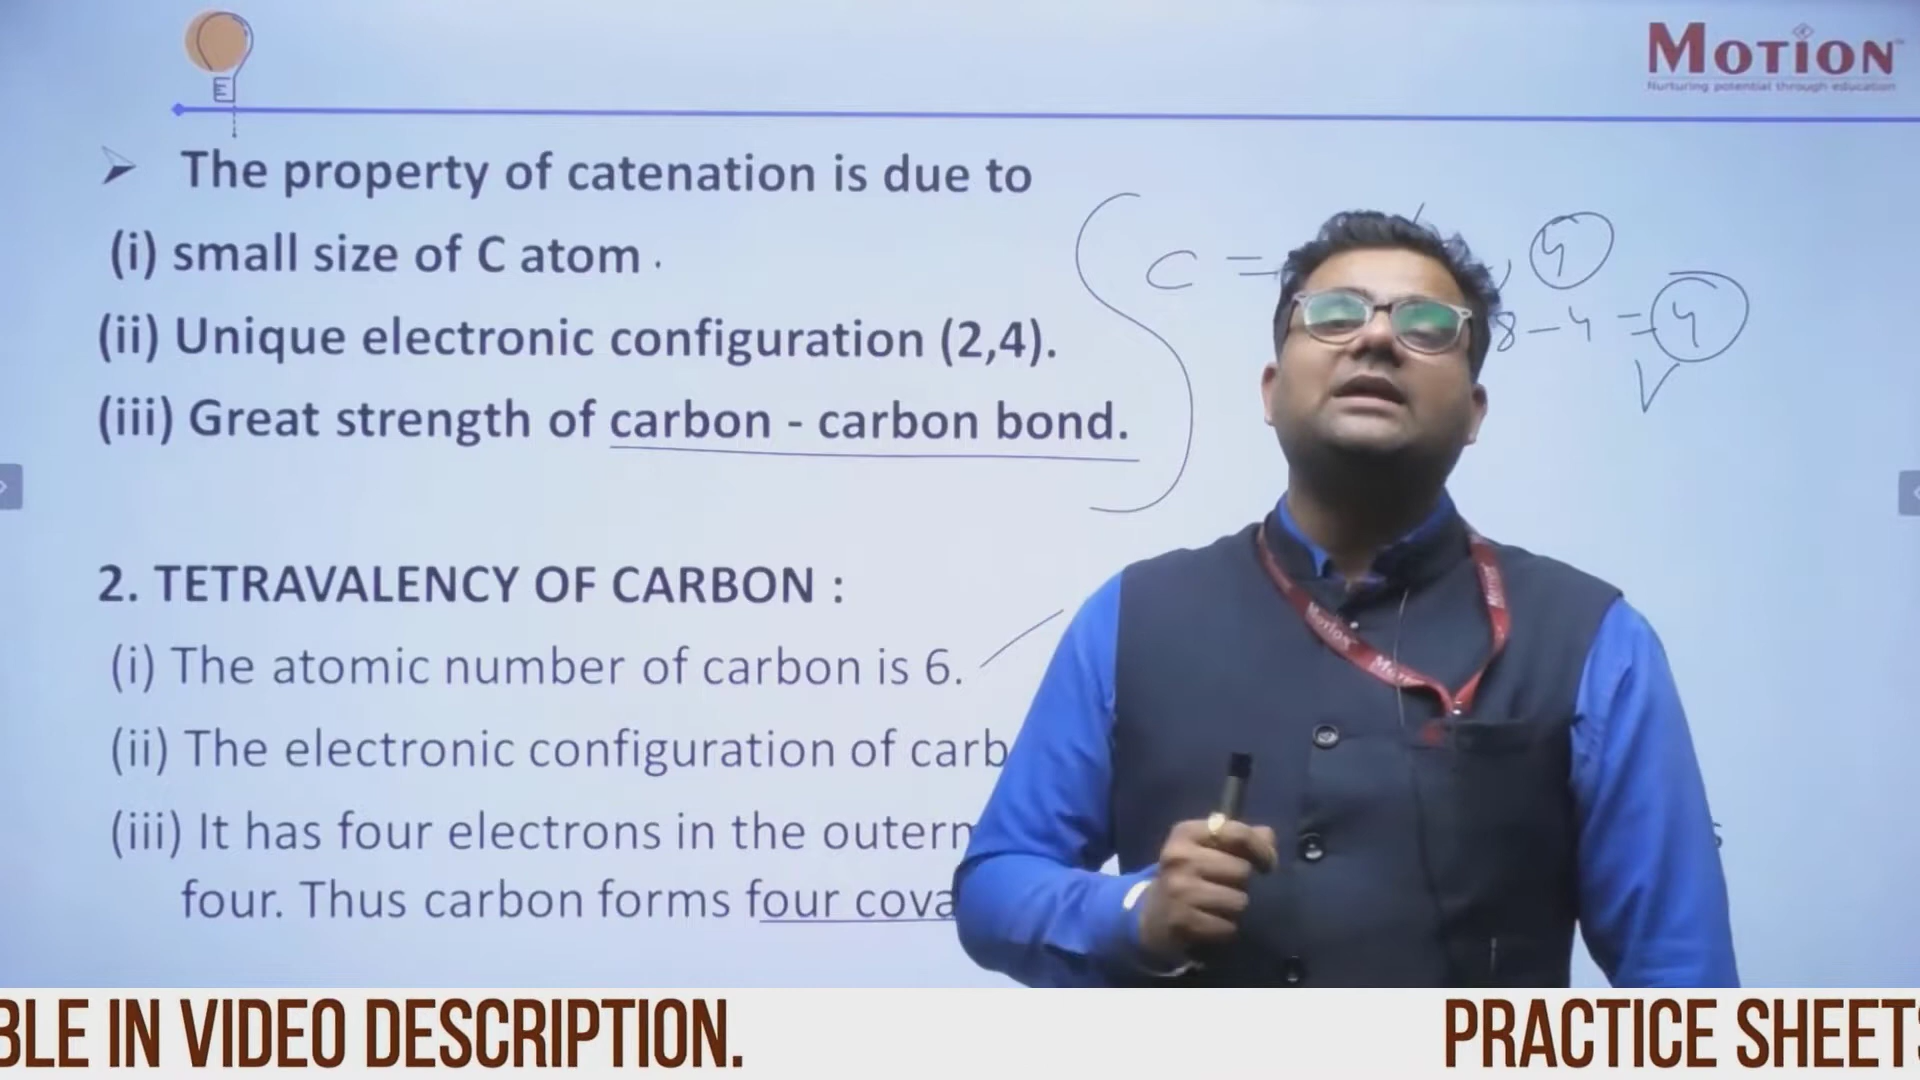 MOTION
Nurturing potential through education
The property of catenation is due to
(i) small size of C atom .
(ii) Unique electronic configuration (2,4).
(iii) Great strength of carbon - carbon bond.
C = 4
8 - 4 = 4
2. TETRAVALENCY OF CARBON :
(i) The atomic number of carbon is 6.
(ii) The electronic configuration of carb
(iii) It has four electrons in the outerm
four. Thus carbon forms four cova
Motion
BLE IN VIDEO DESCRIPTION. PRACTICE SHEETS